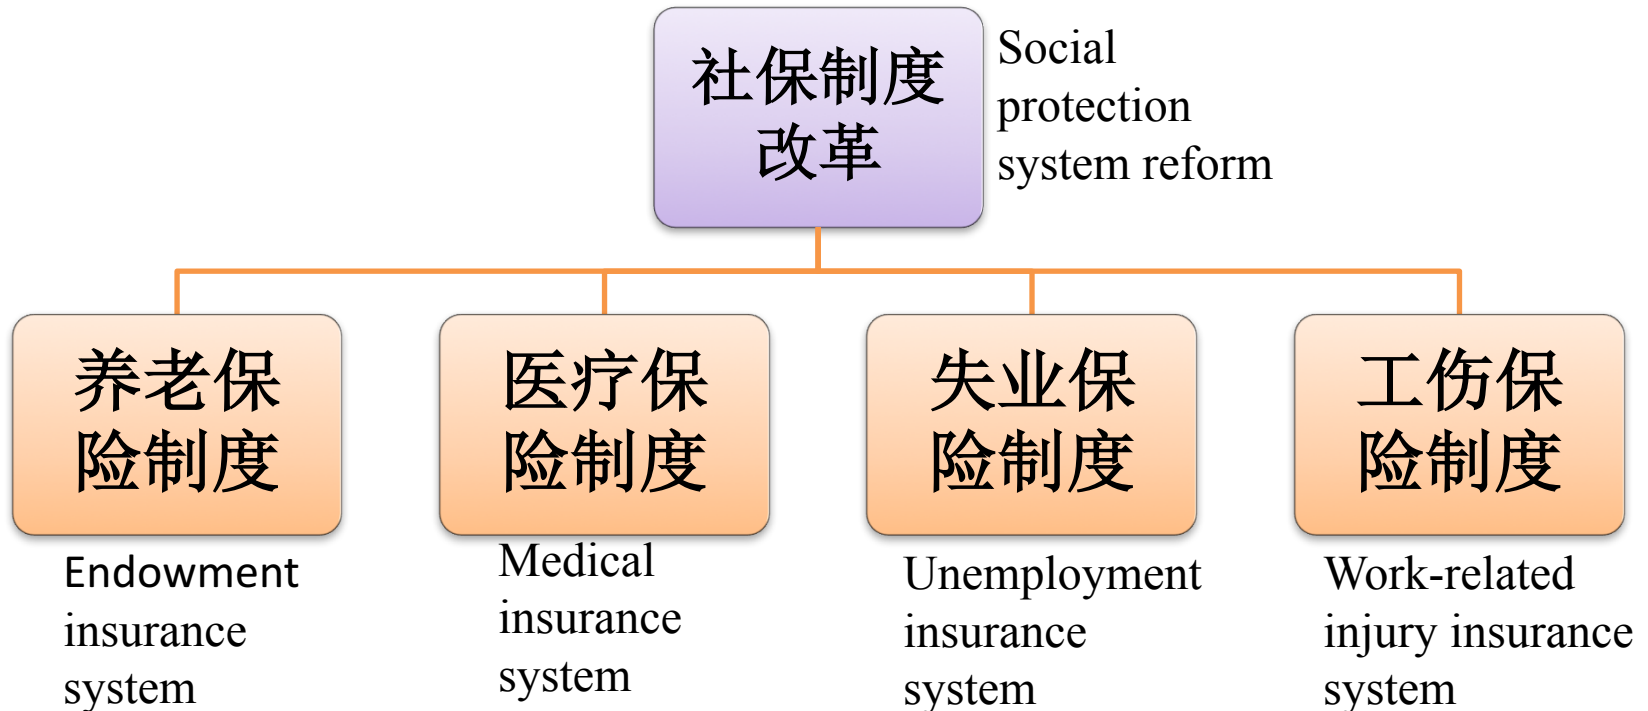 社保制度
改革
Social
protection
system reform
养老保
险制度
Endowment
insurance
system
医疗保
险制度
Medical
insurance
system
失业保
险制度
Unemployment
insurance
system
工伤保
险制度
Work-related
injury insurance
system